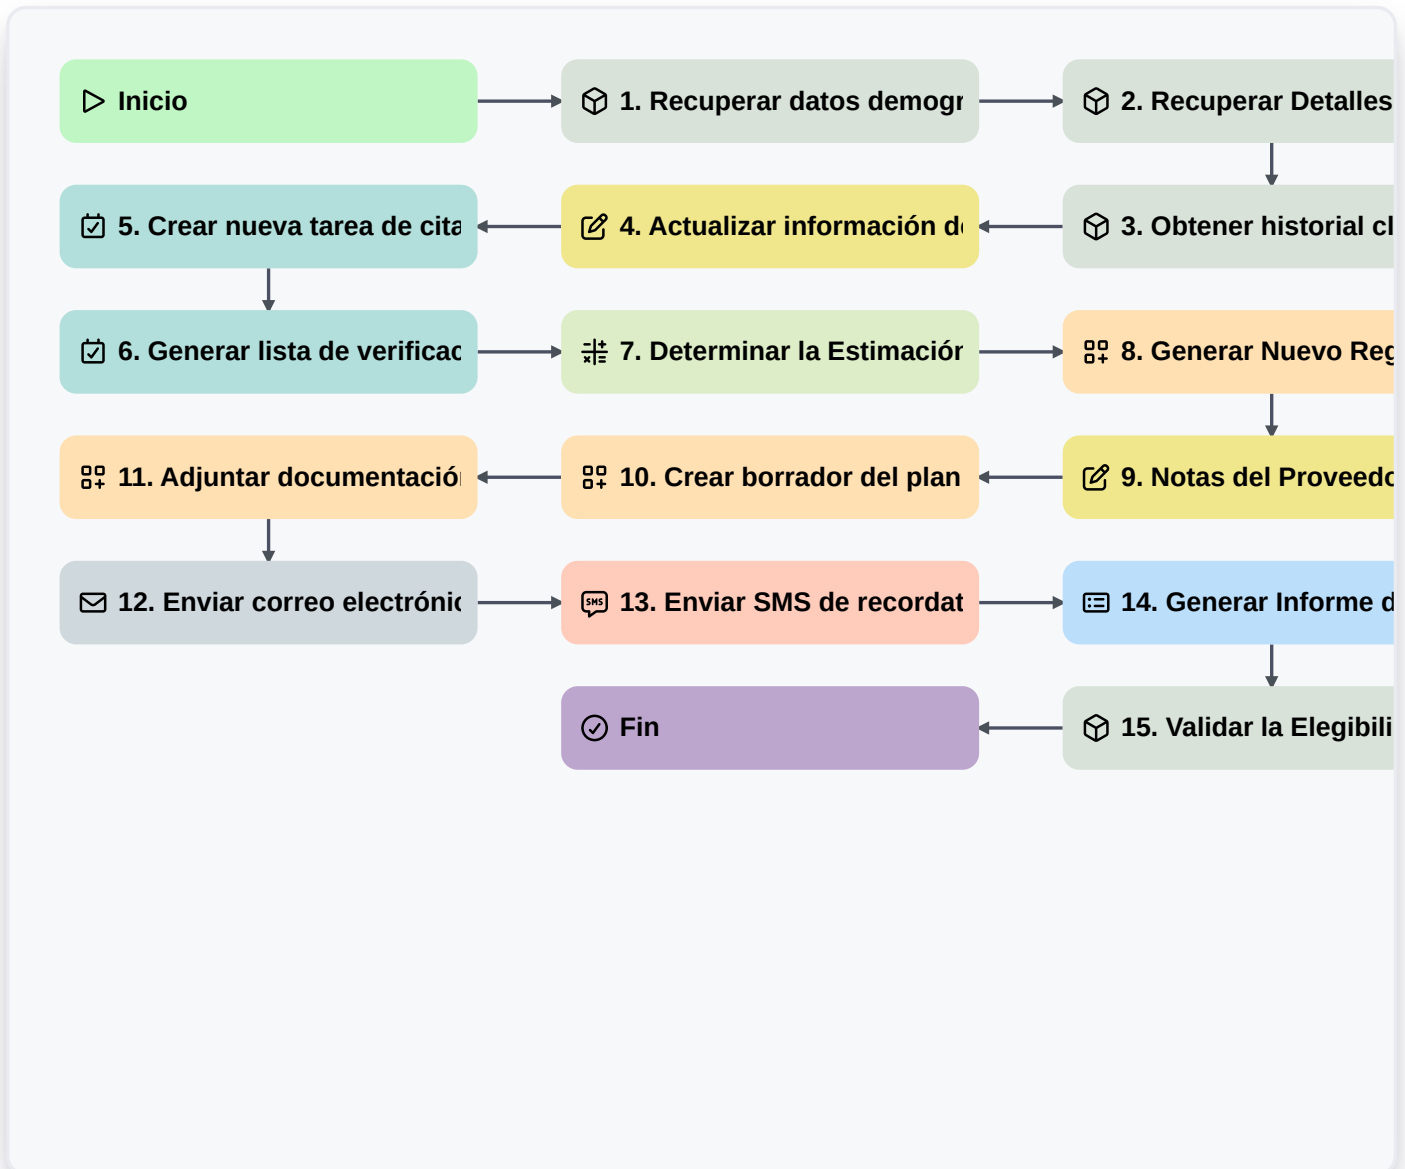 Inicio
1. Recuperar datos demogr
2. Recuperar Detalles
5. Crear nueva tarea de cita
4. Actualizar información de
3. Obtener historial cl
6. Generar lista de verificac
7. Determinar la Estimación
8. Generar Nuevo Reg
11. Adjuntar documentación
10. Crear borrador del plan
9. Notas del Proveedo
12. Enviar correo electrónic
SMS
13. Enviar SMS de recordat
14. Generar Informe d
Fin
15. Validar la Elegibili